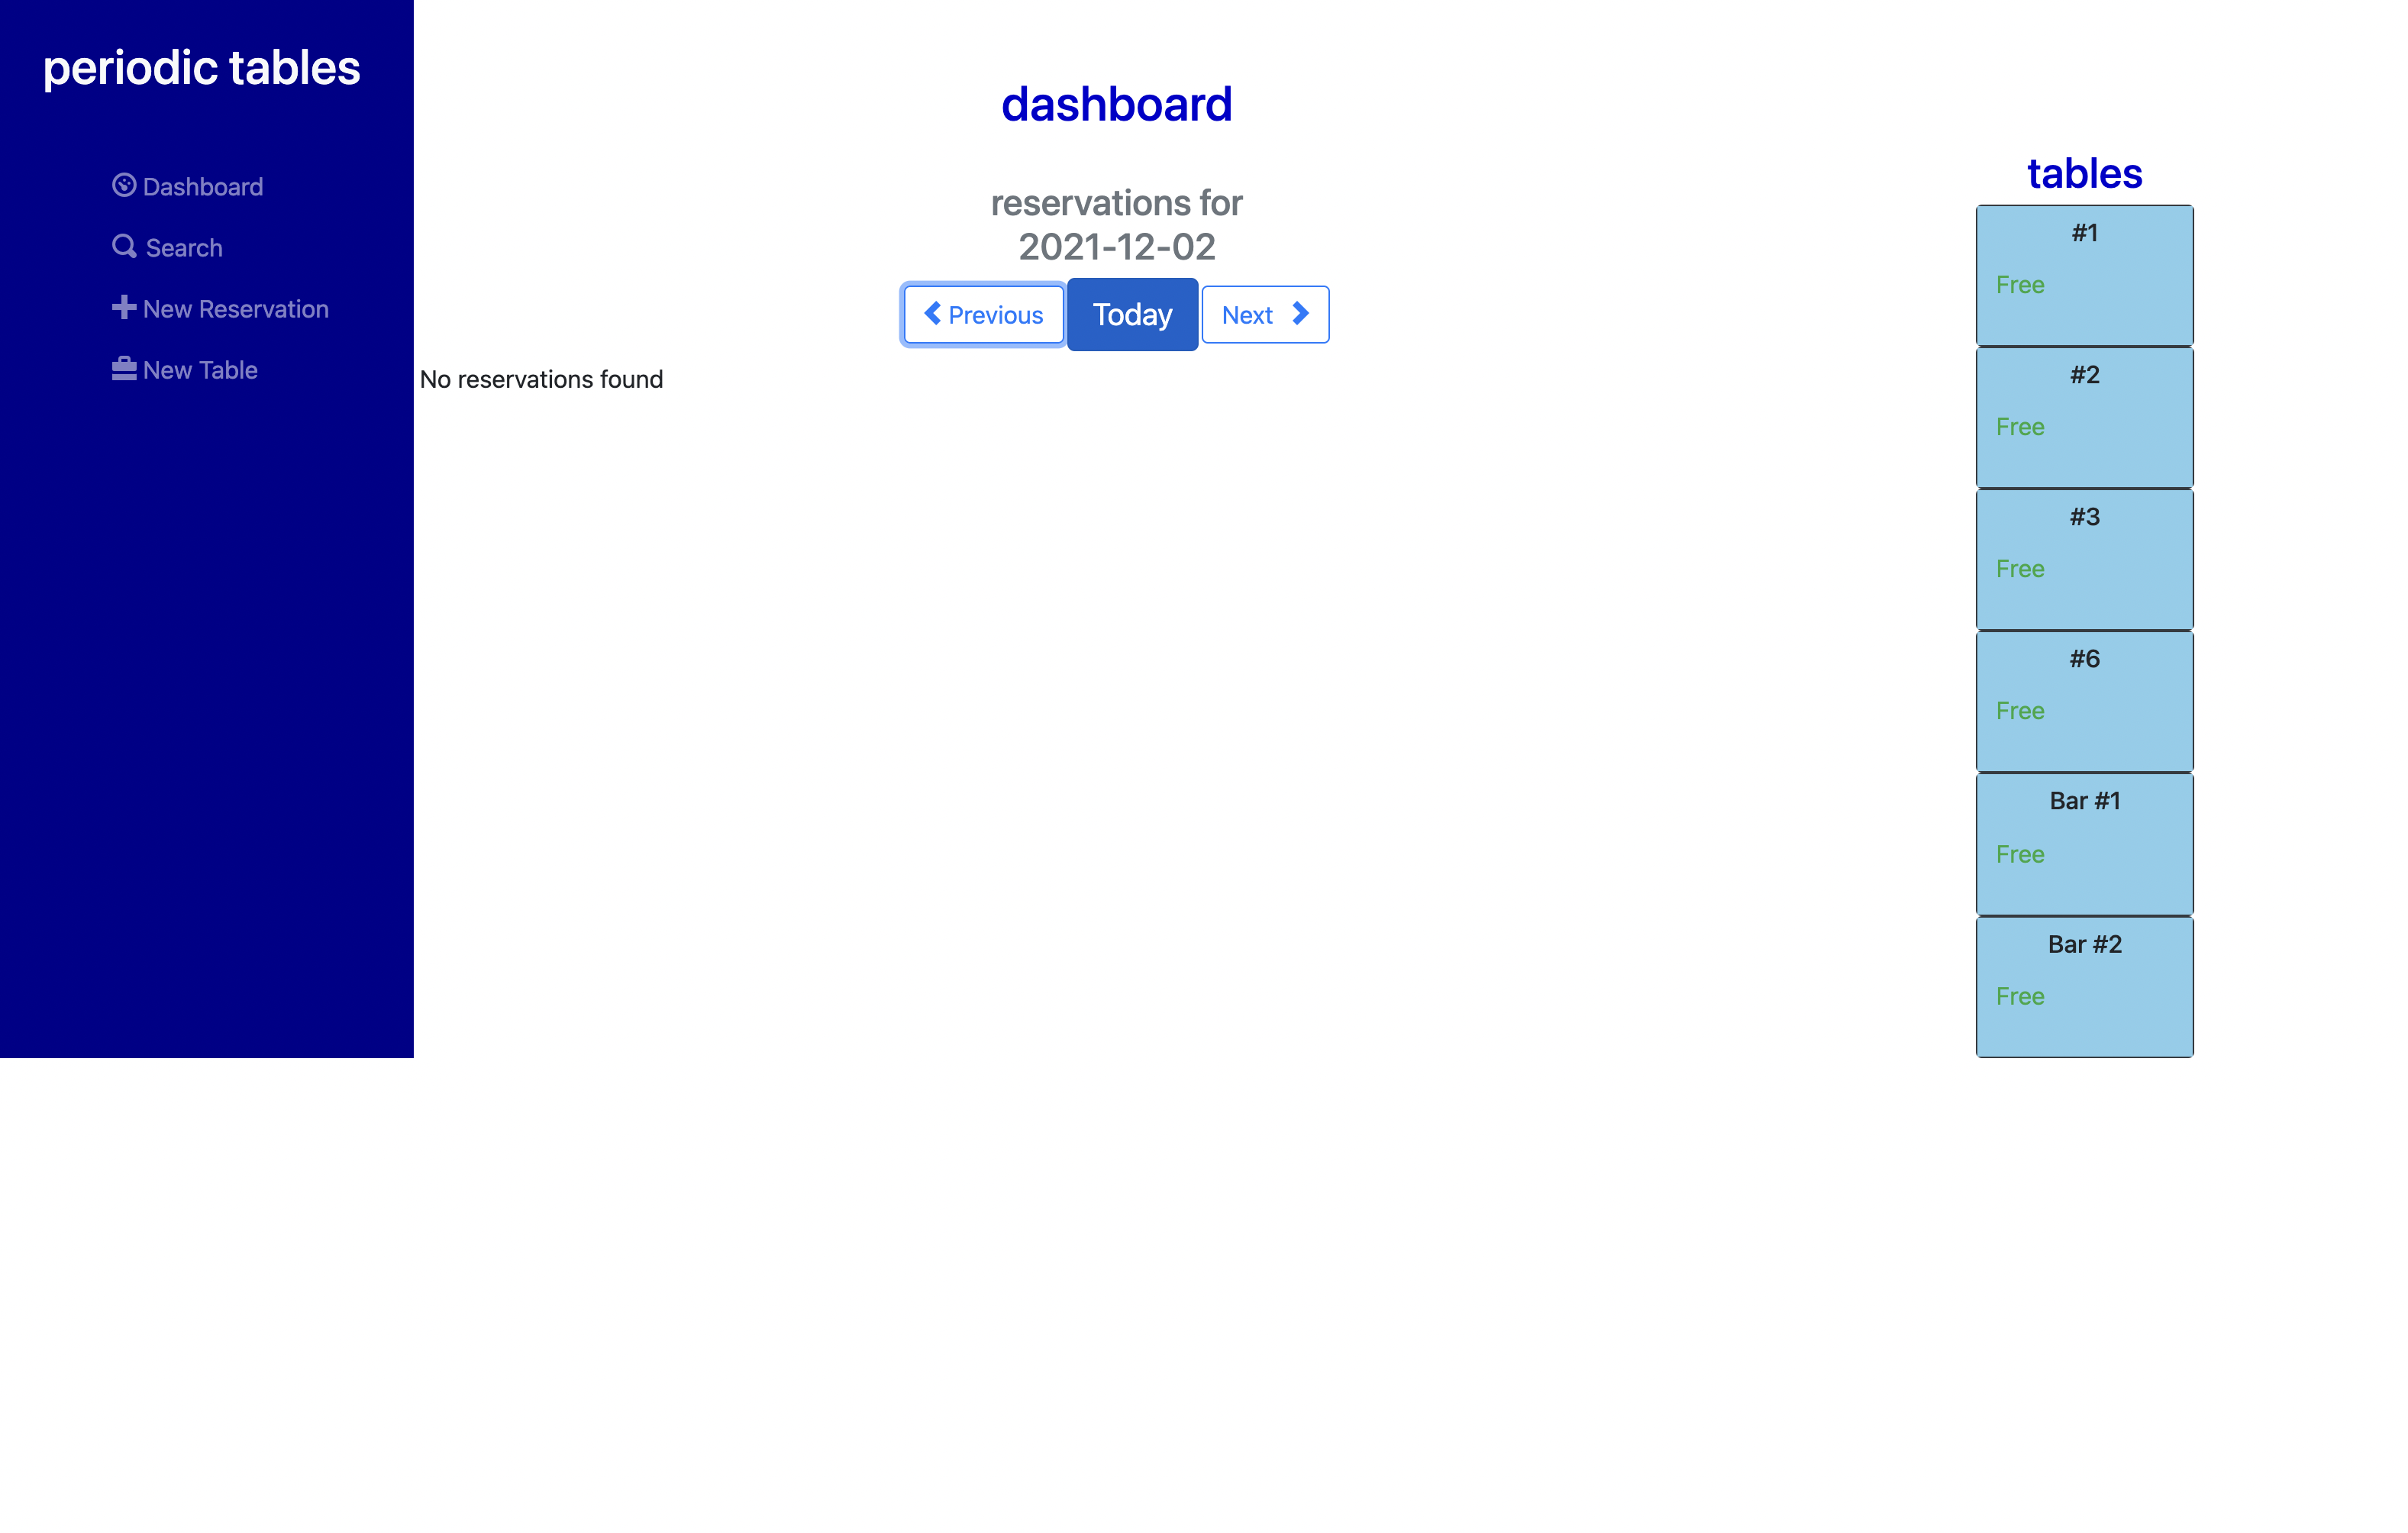 periodic tables
Dashboard
Search
New Reservation
New Table
dashboard
reservations for
2021-12-02
Previous
Today
Next
No reservations found
tables
#1
Free
#2
Free
#3
Free
#6
Free
Bar #1
Free
Bar #2
Free